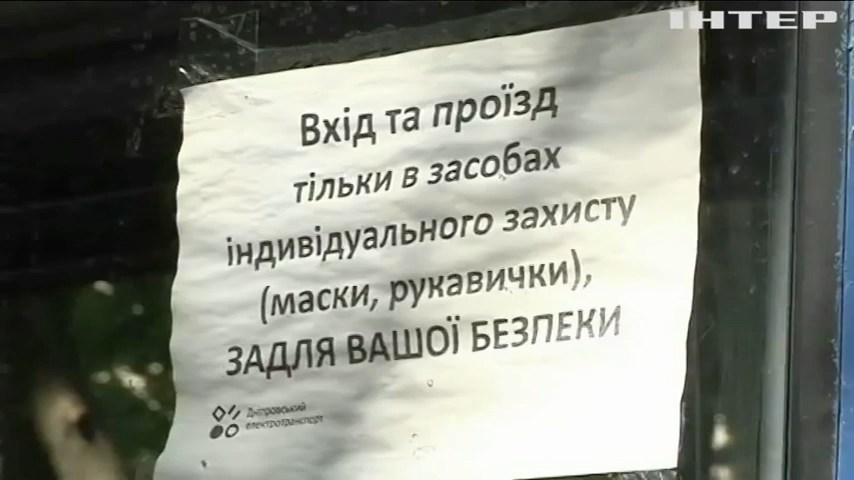 ІНТЕР
Вхід та проїзд
тільки в засобах
індивідуального захисту
(маски, рукавички),
ЗАДЛЯ ВАШОЇ БЕЗПЕКИ
Дніпровський
електротранспорт